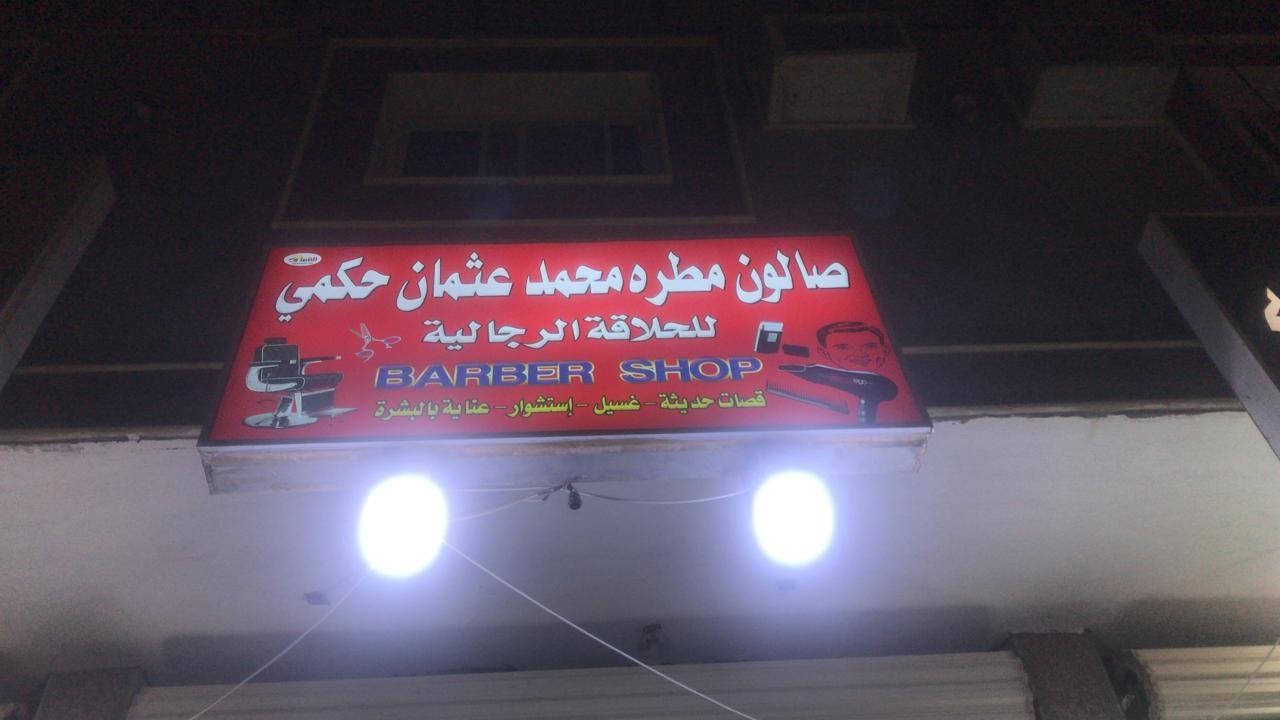 صالون مطره محمد عثمان حكمي
للحلاقة الرجالية
BARBER SHOP
قصات حديثة - غسيل - إستشوار - عناية بالبشرة